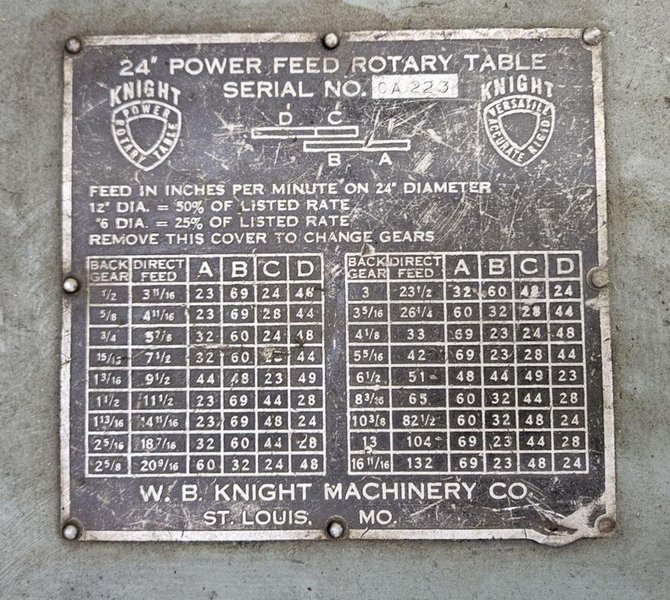 24" POWER FEED ROTARY TABLE
SERIAL NO. CA 223
KNIGHT
POWER
ROTARY TABLE
KNIGHT
VERSATILE
ACCURATE RIGID
D C
B A
FEED IN INCHES PER MINUTE ON 24" DIAMETER
12" DIA. = 50% OF LISTED RATE
"6 DIA. = 25% OF LISTED RATE
REMOVE THIS COVER TO CHANGE GEARS
BACK GEAR DIRECT FEED A B C D
1/2 3 11/16 23 69 24 48
5/8 4 11/16 23 69 28 44
3/4 5 7/8 32 60 24 48
15/15 7 1/2 32 60 28 44
1 3/16 9 1/2 44 48 23 49
1 1/2 11 1/2 23 69 44 28
1 13/16 14 11/16 23 69 48 24
2 5/16 18 7/16 32 60 44 28
2 5/8 20 9/16 60 32 24 48
BACK GEAR DIRECT FEED A B C D
3 23 1/2 32 60 48 24
3 5/16 26 1/4 60 32 28 44
4 1/8 33 69 23 24 48
5 5/16 42 69 23 28 44
6 1/2 51 48 44 49 23
8 3/16 65 60 32 44 28
10 3/8 82 1/2 60 32 48 24
13 104 69 23 44 28
16 11/16 132 69 23 48 24
W. B. KNIGHT MACHINERY CO.
ST. LOUIS, MO.